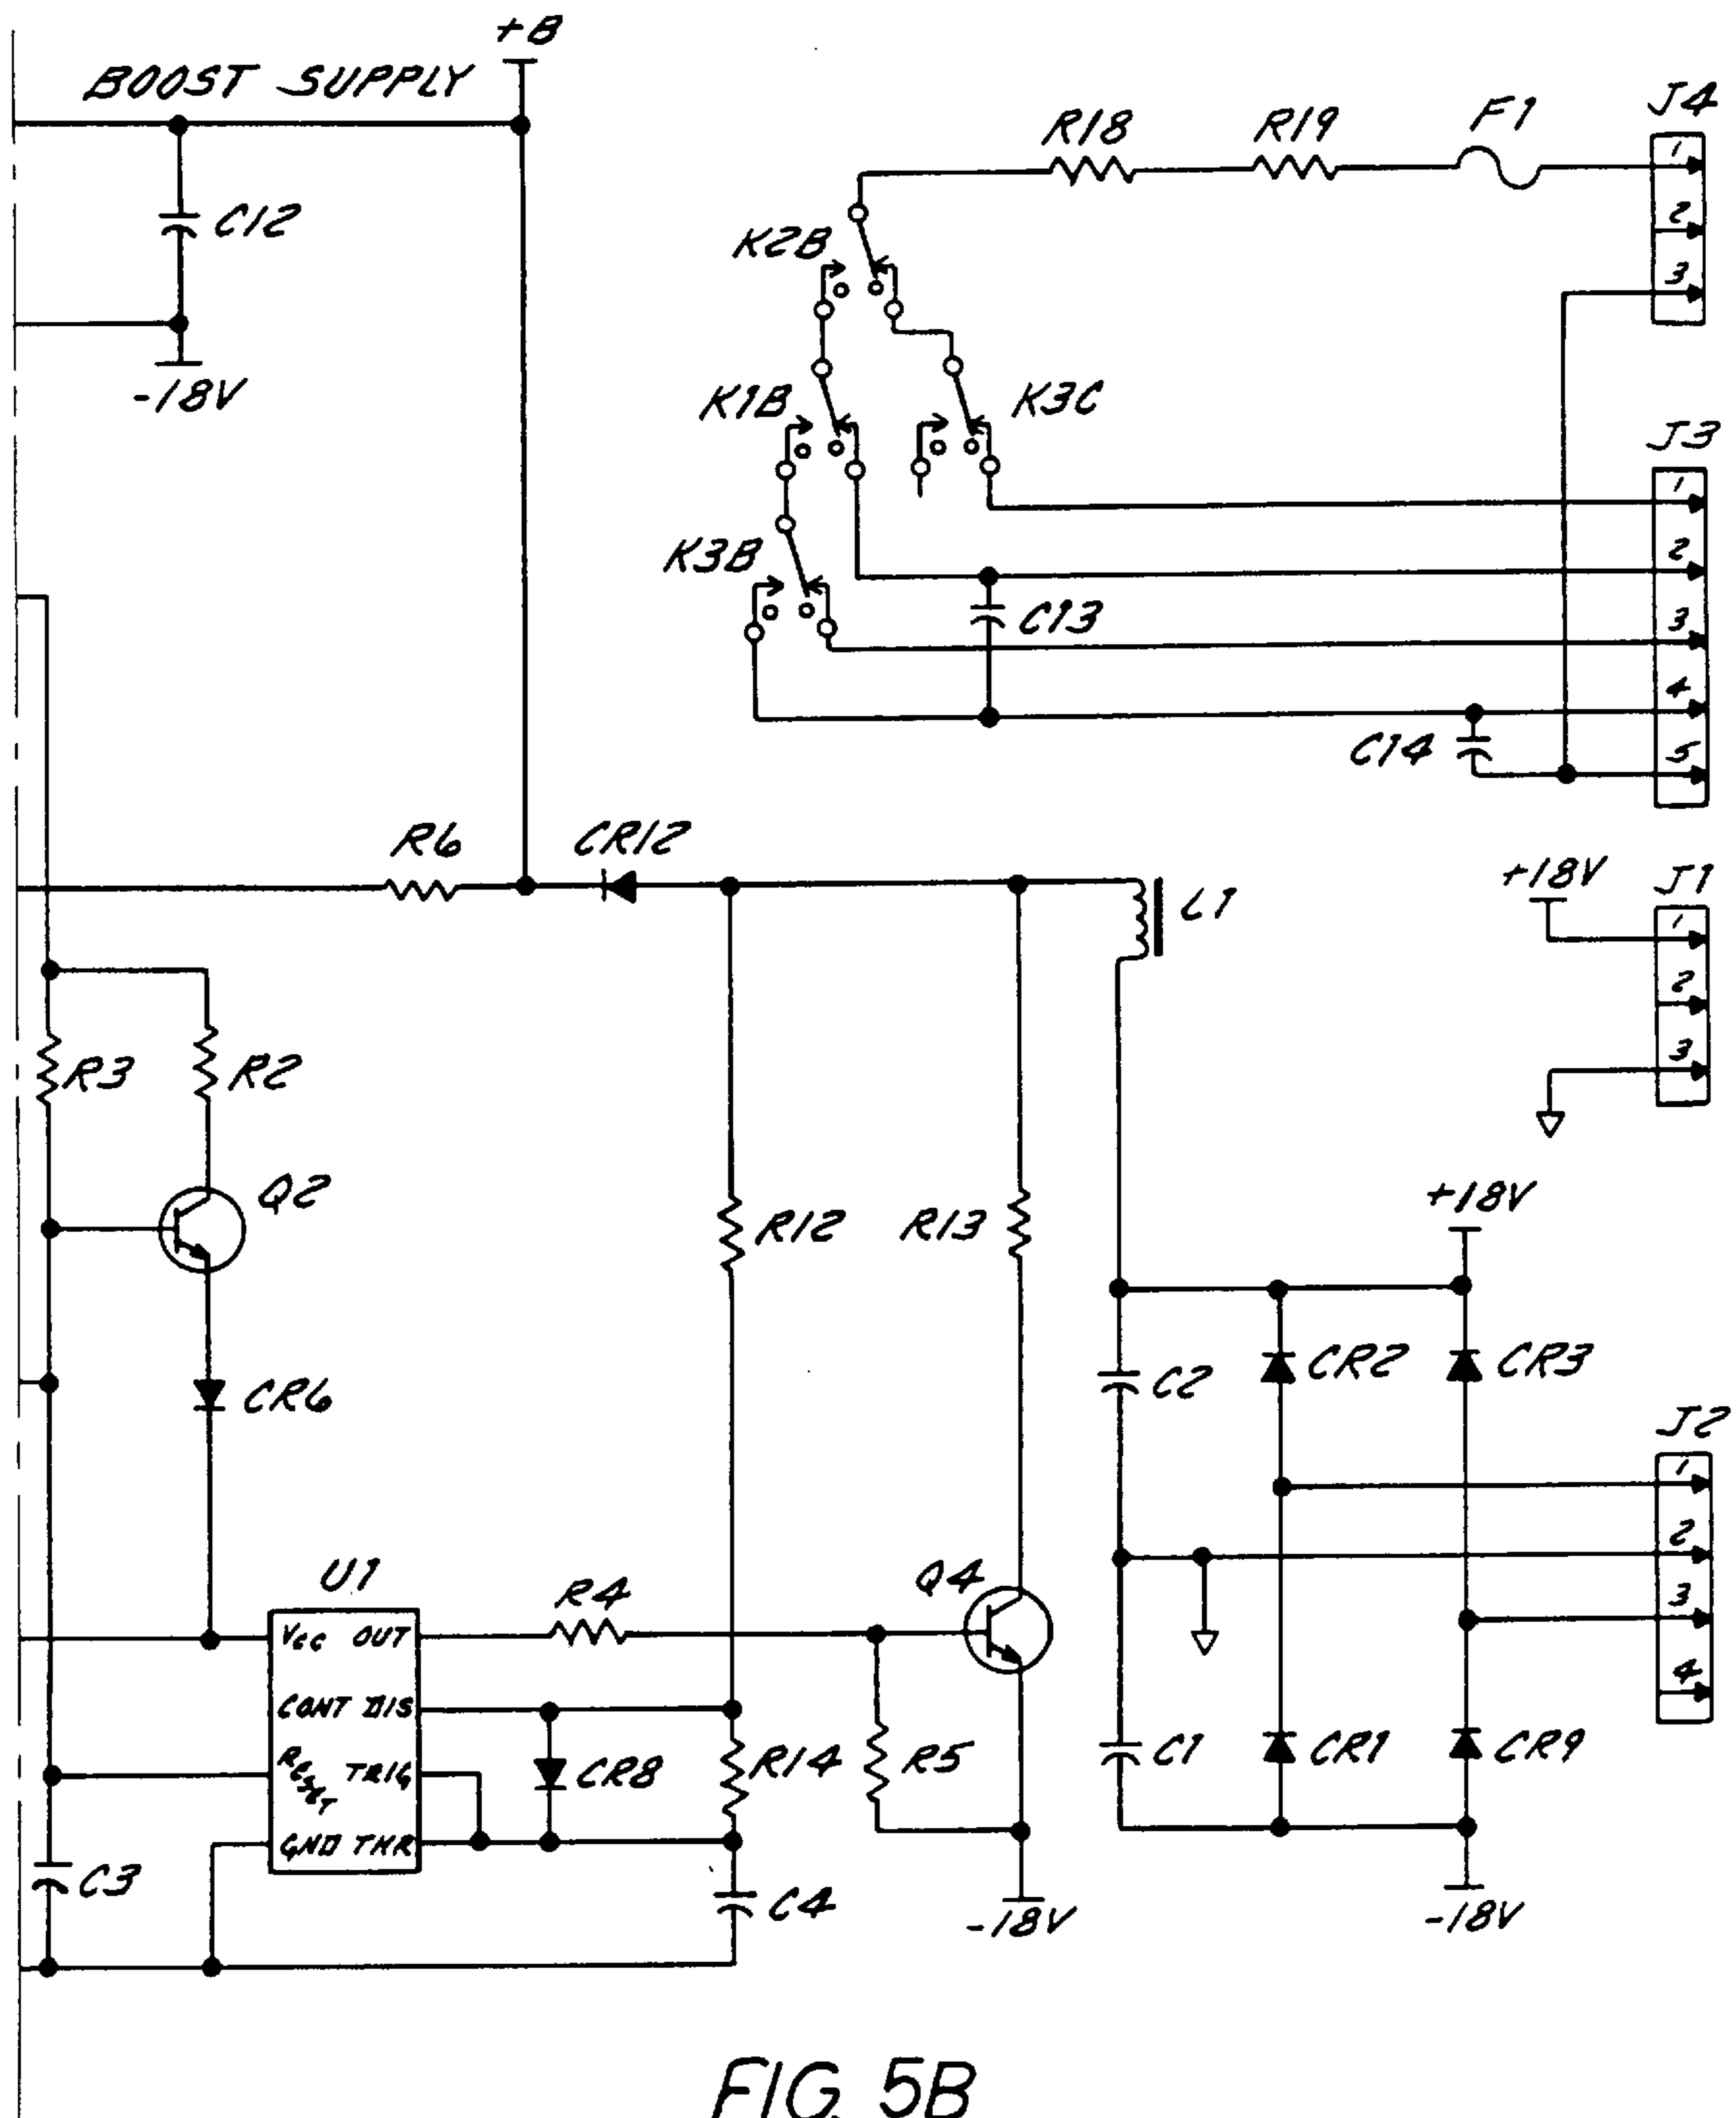 +B
BOOST SUPPLY
J4
R18
R19
F1
1
2
3
C12
K2B
-18V
K1B
K3C
J3
1
2
3
4
5
K3B
C13
C14
R6
CR12
L1
+18V
J1
1
2
3
R3
R2
Q2
R12
R13
+18V
CR6
C2
CR2
CR3
J2
1
2
3
4
U1
R4
Q4
VCC OUT
CONT DIS
RESET TRIG
GND THR
CR8
R14
R5
C1
CR1
CR9
C3
C4
-18V
-18V
FIG. 5B